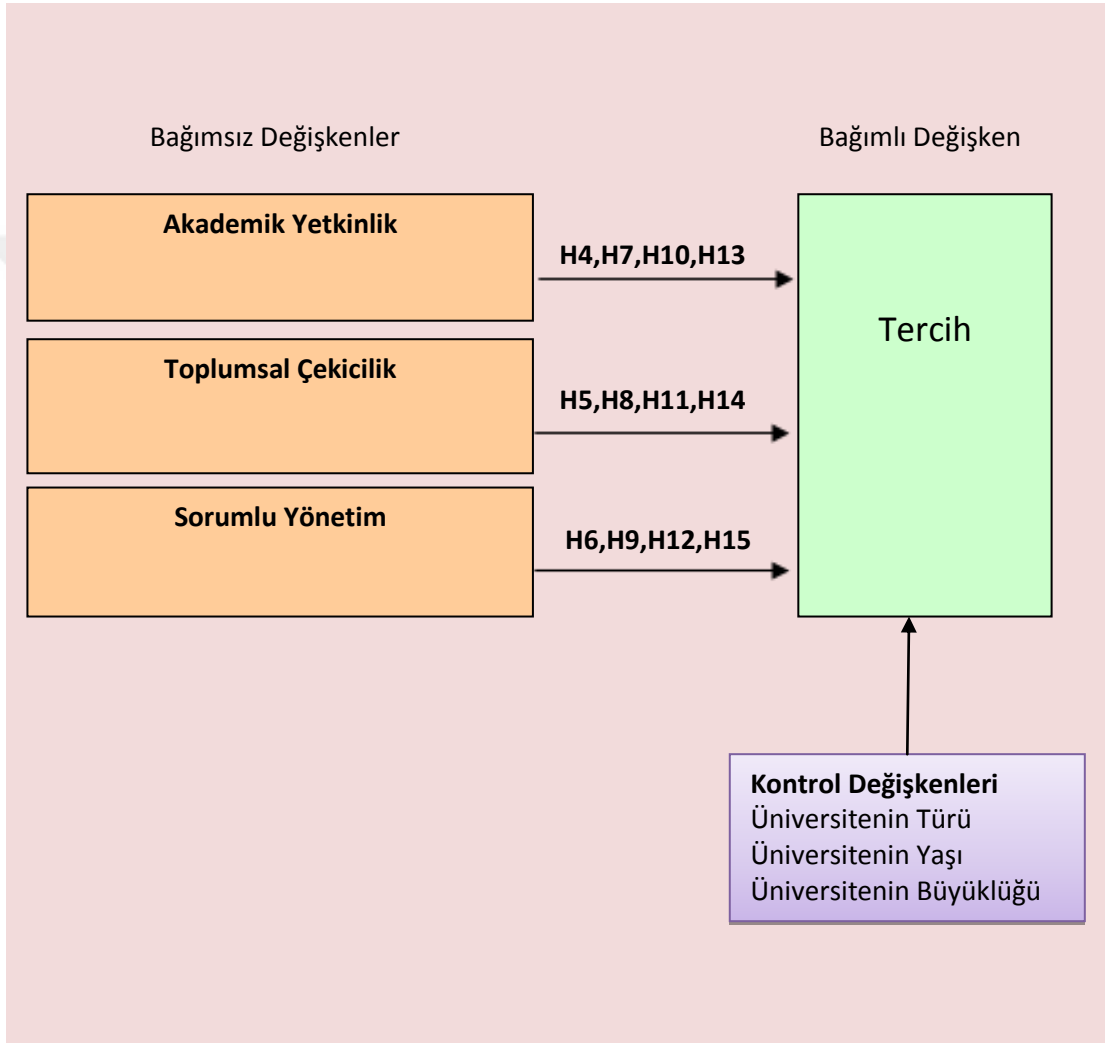 Bağımsız Değişkenler
Bağımlı Değişken
Akademik Yetkinlik
H4,H7,H10,H13
Tercih
Toplumsal Çekicilik
H5,H8,H11,H14
Sorumlu Yönetim
H6,H9,H12,H15
Kontrol Değişkenleri
Üniversitenin Türü
Üniversitenin Yaşı
Üniversitenin Büyüklüğü